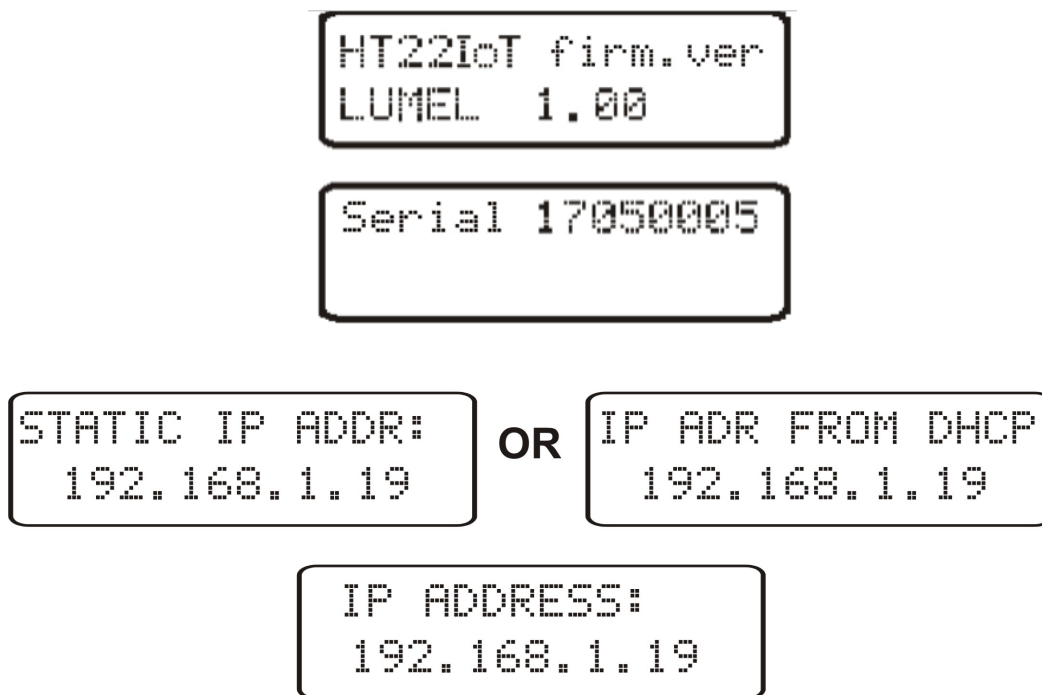 HT22IoT firm.ver
LUMEL 1.00
Serial 17050005
STATIC IP ADDR:
192.168.1.19
OR
IP ADR FROM DHCP
192.168.1.19
IP ADDRESS:
192.168.1.19